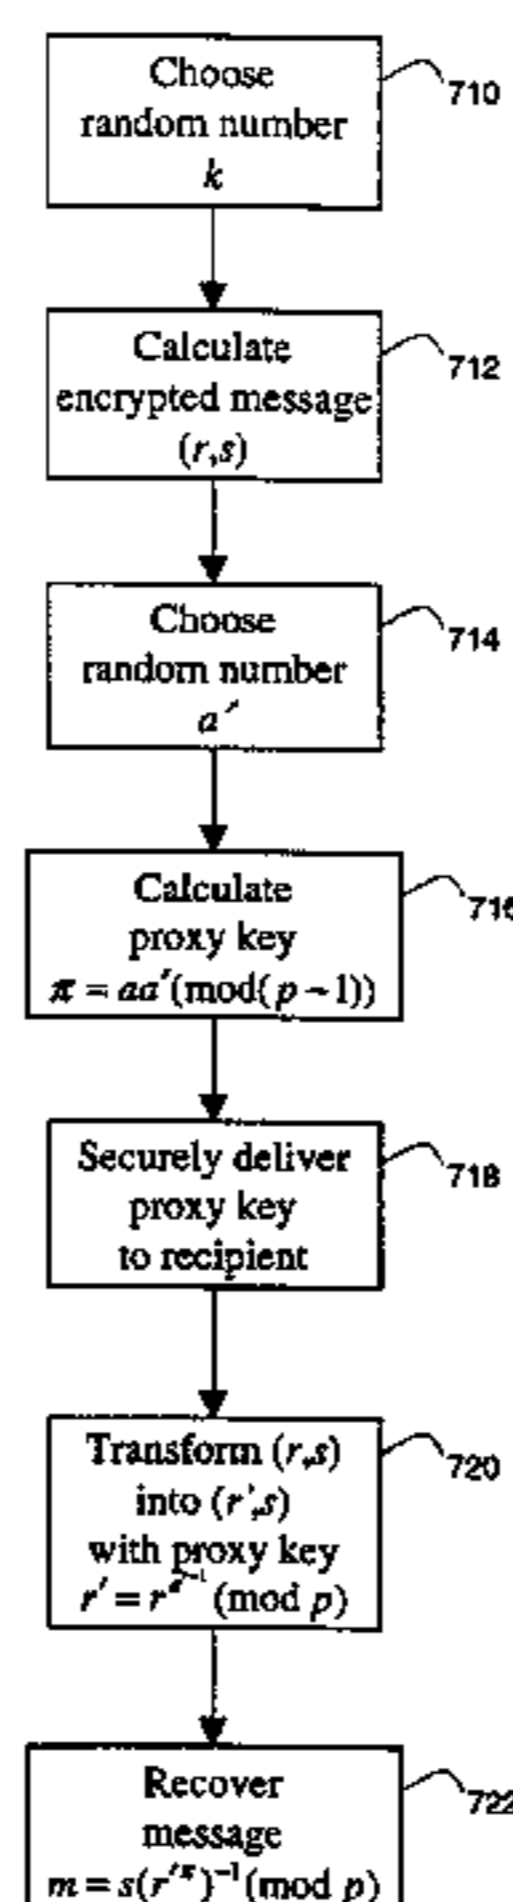 Choose
random number
k
710
Calculate
encrypted message
(r,s)
712
Choose
random number
a′
714
Calculate
proxy key
π = aa′(mod(p−1))
716
Securely deliver
proxy key
to recipient
718
Transform (r,s)
into (r′,s)
with proxy key
r′ = r^{a′^{-1}} (mod p)
720
Recover
message
m = s(r′^π)^{-1}(mod p)
722